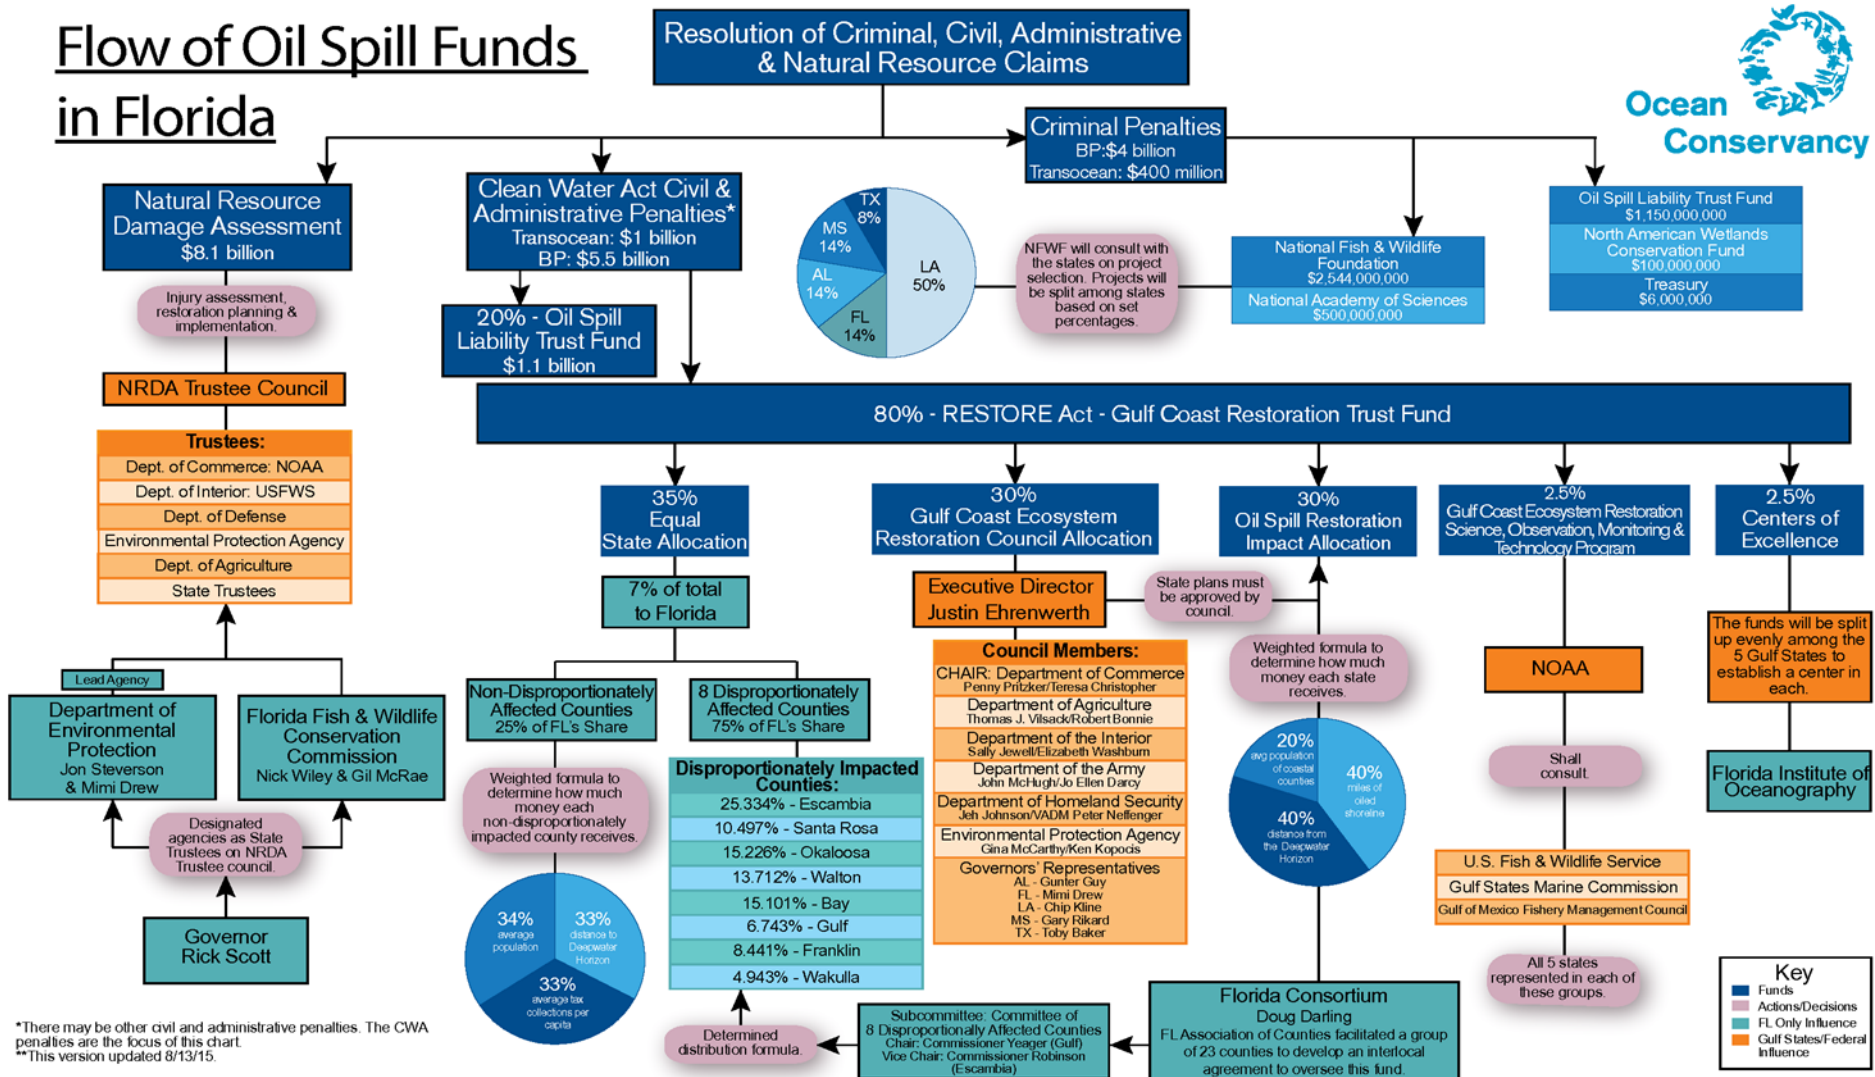 Flow of Oil Spill Funds
in Florida
Resolution of Criminal, Civil, Administrative
& Natural Resource Claims
Ocean
Conservancy
Criminal Penalties
BP:$4 billion
Transocean: $400 million
Natural Resource
Damage Assessment
$8.1 billion
Clean Water Act Civil &
Administrative Penalties*
Transocean: $1 billion
BP: $5.5 billion
TX
8%
MS
14%
AL
14%
FL
14%
LA
50%
NFWF will consult with
the states on project
selection. Projects will
be split among states
based on set
percentages.
National Fish & Wildlife
Foundation
$2,544,000,000
National Academy of Sciences
$500,000,000
Oil Spill Liability Trust Fund
$1,150,000,000
North American Wetlands
Conservation Fund
$100,000,000
Treasury
$6,000,000
Injury assessment,
restoration planning &
implementation.
20% - Oil Spill
Liability Trust Fund
$1.1 billion
NRDA Trustee Council
80% - RESTORE Act - Gulf Coast Restoration Trust Fund
Trustees:
Dept. of Commerce: NOAA
Dept. of Interior: USFWS
Dept. of Defense
Environmental Protection Agency
Dept. of Agriculture
State Trustees
Lead Agency
Department of
Environmental
Protection
Jon Steverson
& Mimi Drew
Florida Fish & Wildlife
Conservation
Commission
Nick Wiley & Gil McRae
Designated
agencies as State
Trustees on NRDA
Trustee council.
Governor
Rick Scott
35%
Equal
State Allocation
7% of total
to Florida
Non-Disproportionately
Affected Counties
25% of FL's Share
8 Disproportionately
Affected Counties
75% of FL's Share
Weighted formula to
determine how much
money each
non-disproportionately
impacted county receives.
34%
average
population
33%
distance to
Deepwater
Horizon
33%
average tax
collections per
capita
Disproportionately Impacted
Counties:
25.334% - Escambia
10.497% - Santa Rosa
15.226% - Okaloosa
13.712% - Walton
15.101% - Bay
6.743% - Gulf
8.441% - Franklin
4.943% - Wakulla
Determined
distribution formula.
30%
Gulf Coast Ecosystem
Restoration Council Allocation
Executive Director
Justin Ehrenwerth
State plans must
be approved by
council.
Council Members:
CHAIR: Department of Commerce
Penny Pritzker/Teresa Christopher
Department of Agriculture
Thomas J. Vilsack/Robert Bonnie
Department of the Interior
Sally Jewell/Elizabeth Washburn
Department of the Army
John McHugh/Jo Ellen Darcy
Department of Homeland Security
Jeh Johnson/VADM Peter Neffenger
Environmental Protection Agency
Gina McCarthy/Ken Kopocis
Governors' Representatives
AL - Gunter Guy
FL - Mimi Drew
LA - Chip Kline
MS - Gary Rikard
TX - Toby Baker
Subcommittee: Committee of
8 Disproportionally Affected Counties
Chair: Commissioner Yeager (Gulf)
Vice Chair: Commissioner Robinson
(Escambia)
30%
Oil Spill Restoration
Impact Allocation
Weighted formula to
determine how much
money each state
receives.
20%
avg population
of coastal
counties
40%
miles of
oiled
shoreline
40%
distance from
the Deepwater
Horizon
Florida Consortium
Doug Darling
FL Association of Counties facilitated a group
of 23 counties to develop an interlocal
agreement to oversee this fund.
2.5%
Gulf Coast Ecosystem Restoration
Science, Observation, Monitoring &
Technology Program
NOAA
Shall
consult.
U.S. Fish & Wildlife Service
Gulf States Marine Commission
Gulf of Mexico Fishery Management Council
All 5 states
represented in each of
these groups.
2.5%
Centers of
Excellence
The funds will be split
up evenly among the
5 Gulf States to
establish a center in
each.
Florida Institute of
Oceanography
Key
Funds
Actions/Decisions
FL Only Influence
Gulf States/Federal
Influence
*There may be other civil and administrative penalties. The CWA
penalties are the focus of this chart.
**This version updated 8/13/15.